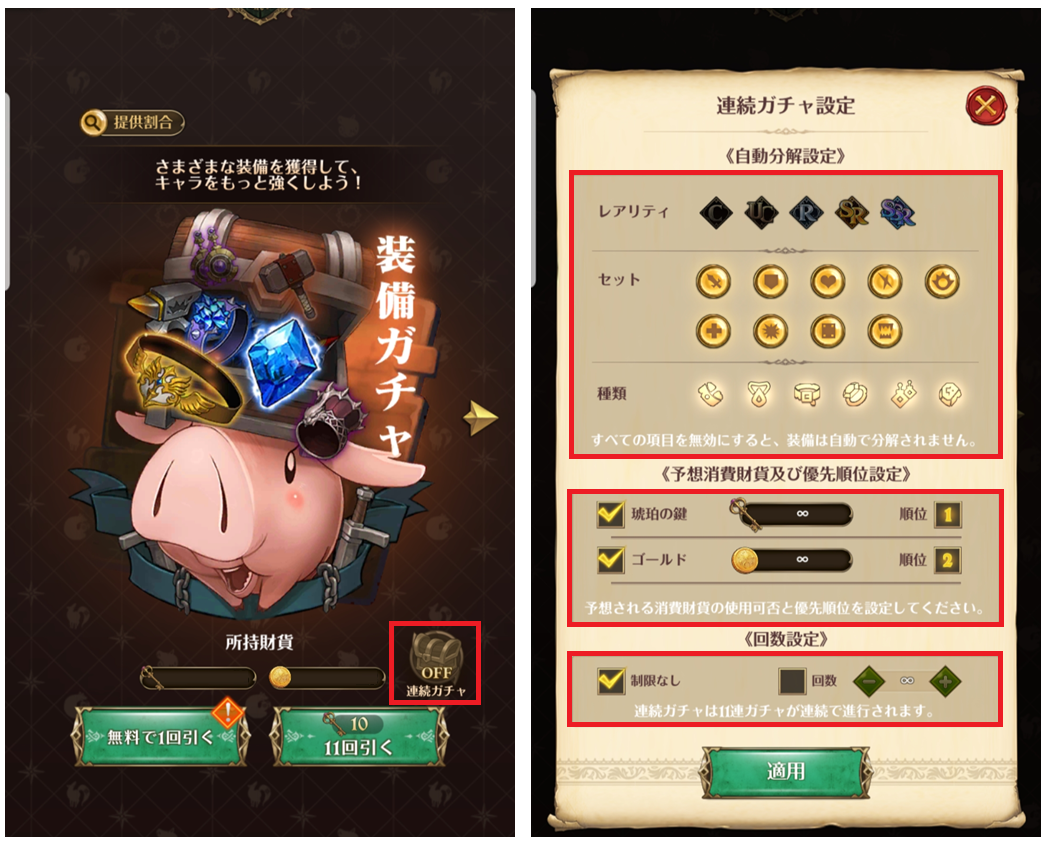 提供割合
さまざまな装備を獲得して、
キャラをもっと強くしよう！
装備ガチャ
所持財貨
OFF
連続ガチャ
!
無料で1回引く
10
11回引く
連続ガチャ設定
《自動分解設定》
レアリティ C UC R SR SSR
セット
種類
すべての項目を無効にすると、装備は自動で分解されません。
《予想消費財貨及び優先順位設定》
琥珀の鍵 ∞ 順位 1
ゴールド ∞ 順位 2
予想される消費財貨の使用可否と優先順位を設定してください。
《回数設定》
制限なし 回数 - ∞ +
連続ガチャは11連ガチャが連続で進行されます。
適用